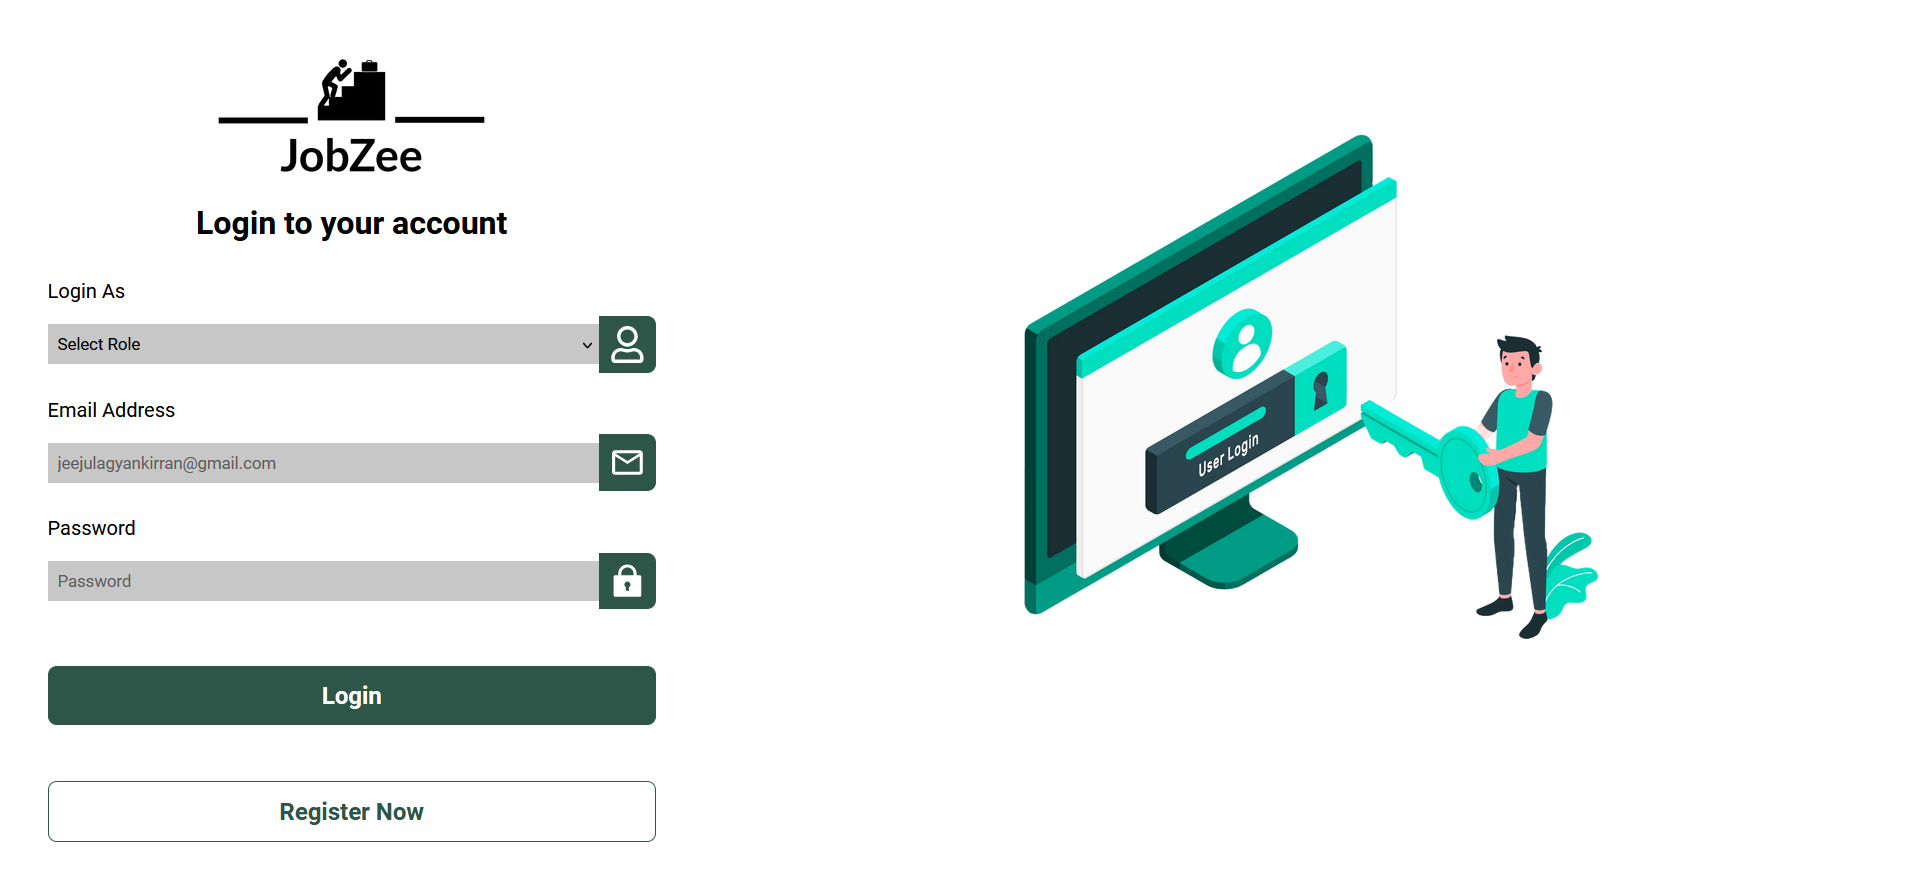 JobZee
Login to your account
Login As
Select Role
Email Address
jeejulagyankirran@gmail.com
Password
Password
Login
Register Now
User Login